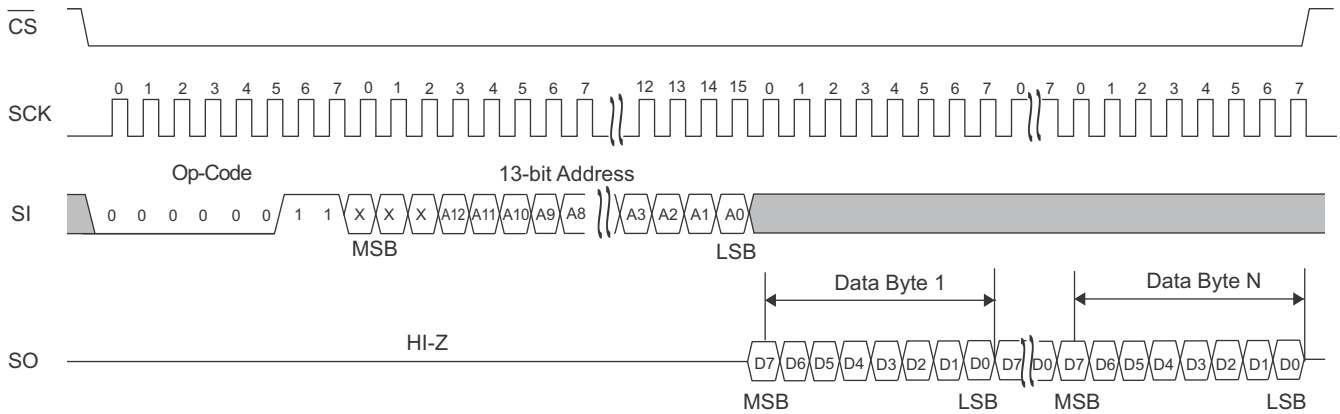 CS
SCK
0 1 2 3 4 5 6 7 0 1 2 3 4 5 6 7 12 13 14 15 0 1 2 3 4 5 6 7 0 7 0 1 2 3 4 5 6 7
Op-Code 13-bit Address
SI
0 0 0 0 0 0 1 1 X X X A12 A11 A10 A9 A8 A3 A2 A1 A0
MSB LSB
Data Byte 1 Data Byte N
HI-Z
SO
D7 D6 D5 D4 D3 D2 D1 D0 D7 D0 D7 D6 D5 D4 D3 D2 D1 D0
MSB LSB MSB LSB